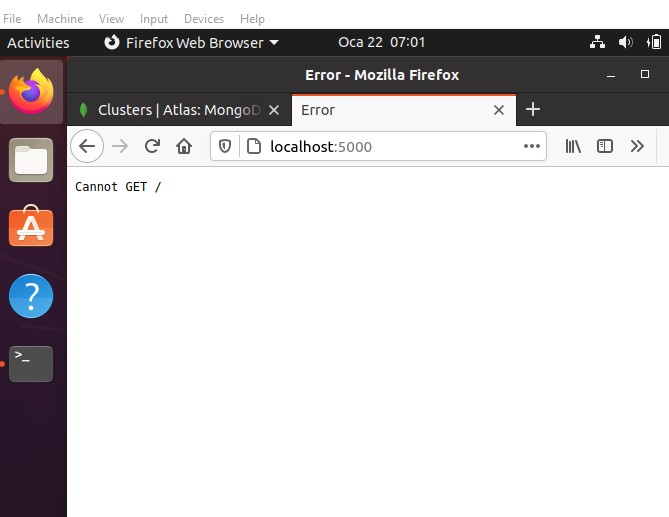 File Machine View Input Devices Help
Activities Firefox Web Browser Oca 22 07:01
Error - Mozilla Firefox
Clusters | Atlas: MongoD Error
localhost:5000
Cannot GET /
>_